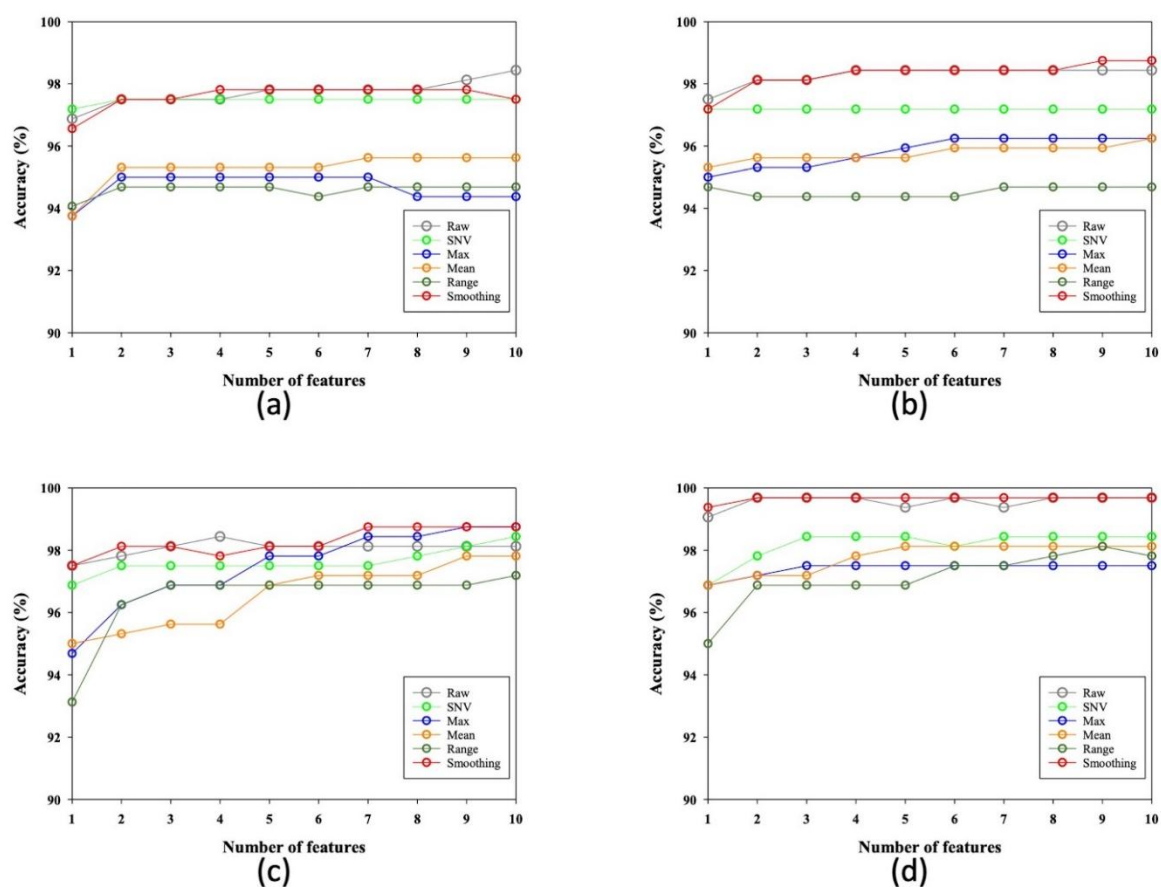 100
98
96
94
92
90
Accuracy (%)
Raw
SNV
Max
Mean
Range
Smoothing
1 2 3 4 5 6 7 8 9 10
Number of features
(a)
100
98
96
94
92
90
Accuracy (%)
Raw
SNV
Max
Mean
Range
Smoothing
1 2 3 4 5 6 7 8 9 10
Number of features
(b)
100
98
96
94
92
90
Accuracy (%)
Raw
SNV
Max
Mean
Range
Smoothing
1 2 3 4 5 6 7 8 9 10
Number of features
(c)
100
98
96
94
92
90
Accuracy (%)
Raw
SNV
Max
Mean
Range
Smoothing
1 2 3 4 5 6 7 8 9 10
Number of features
(d)